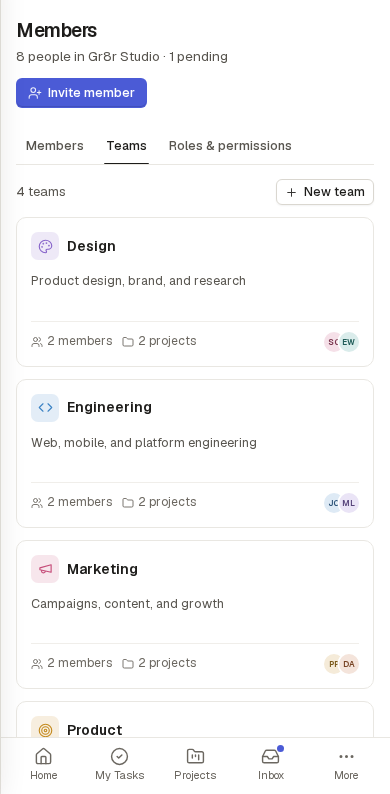 Members
8 people in Gr8r Studio · 1 pending
Invite member
Members Teams Roles & permissions
4 teams New team
Design
Product design, brand, and research
2 members 2 projects EW
Engineering
Web, mobile, and platform engineering
2 members 2 projects ML
Marketing
Campaigns, content, and growth
2 members 2 projects DA
Product
Home My Tasks Projects Inbox More